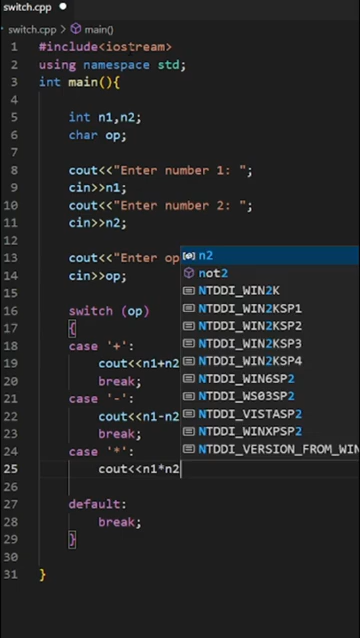 switch.cpp
switch.cpp > main()
1 #include<iostream>
2 using namespace std;
3 int main(){
4
5 int n1,n2;
6 char op;
7
8 cout<<"Enter number 1: ";
9 cin>>n1;
10 cout<<"Enter number 2: ";
11 cin>>n2;
12
13 cout<<"Enter op
14 cin>>op;
15
16 switch (op)
17 {
18 case '+':
19 cout<<n1+n2
20 break;
21 case '-':
22 cout<<n1-n2
23 break;
24 case '*':
25 cout<<n1*n2
26
27 default:
28 break;
29 }
30
31 }
n2
not2
NTDDI_WIN2K
NTDDI_WIN2KSP1
NTDDI_WIN2KSP2
NTDDI_WIN2KSP3
NTDDI_WIN2KSP4
NTDDI_WIN6SP2
NTDDI_WS03SP2
NTDDI_VISTASP2
NTDDI_WINXPSP2
NTDDI_VERSION_FROM_WIN